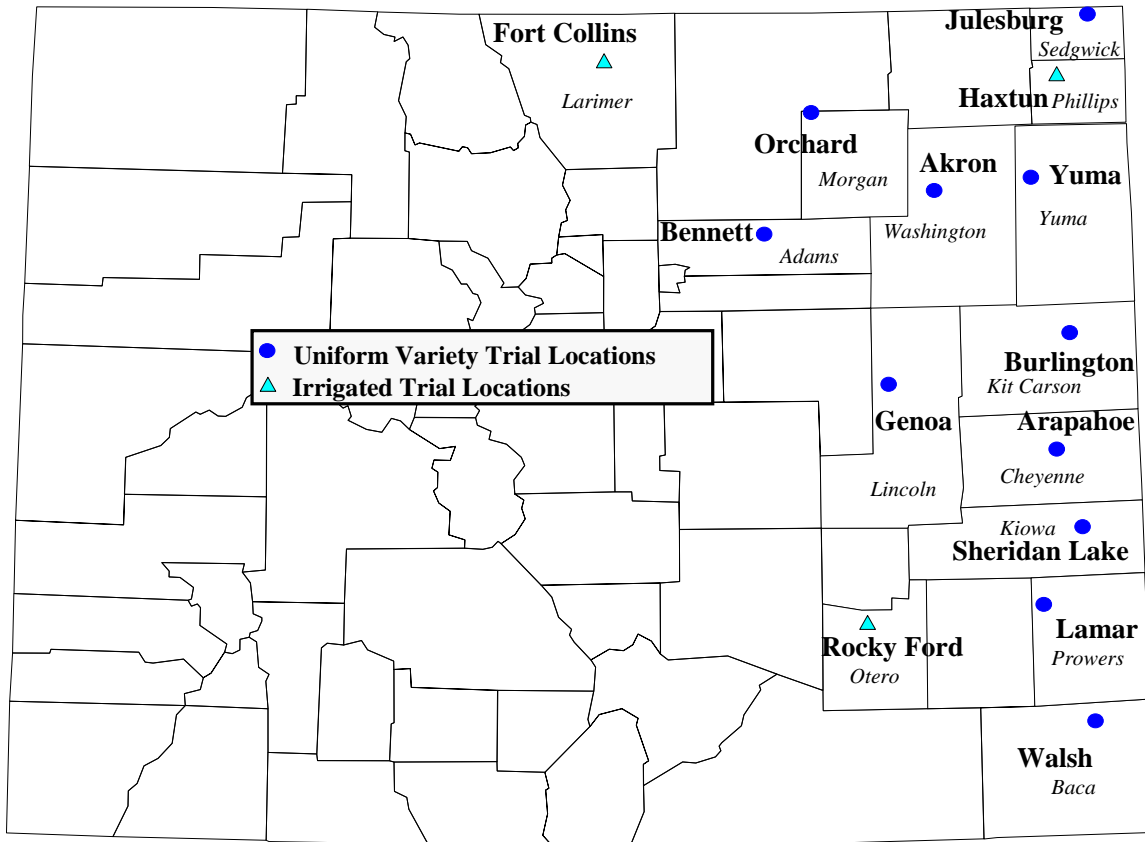 Julesburg
Sedgwick
Fort Collins
Larimer
Haxtun Phillips
Orchard
Morgan
Akron
Washington
Yuma
Yuma
Bennett
Adams
Uniform Variety Trial Locations
Irrigated Trial Locations
Burlington
Kit Carson
Genoa
Lincoln
Arapahoe
Cheyenne
Kiowa
Sheridan Lake
Lamar
Prowers
Rocky Ford
Otero
Walsh
Baca